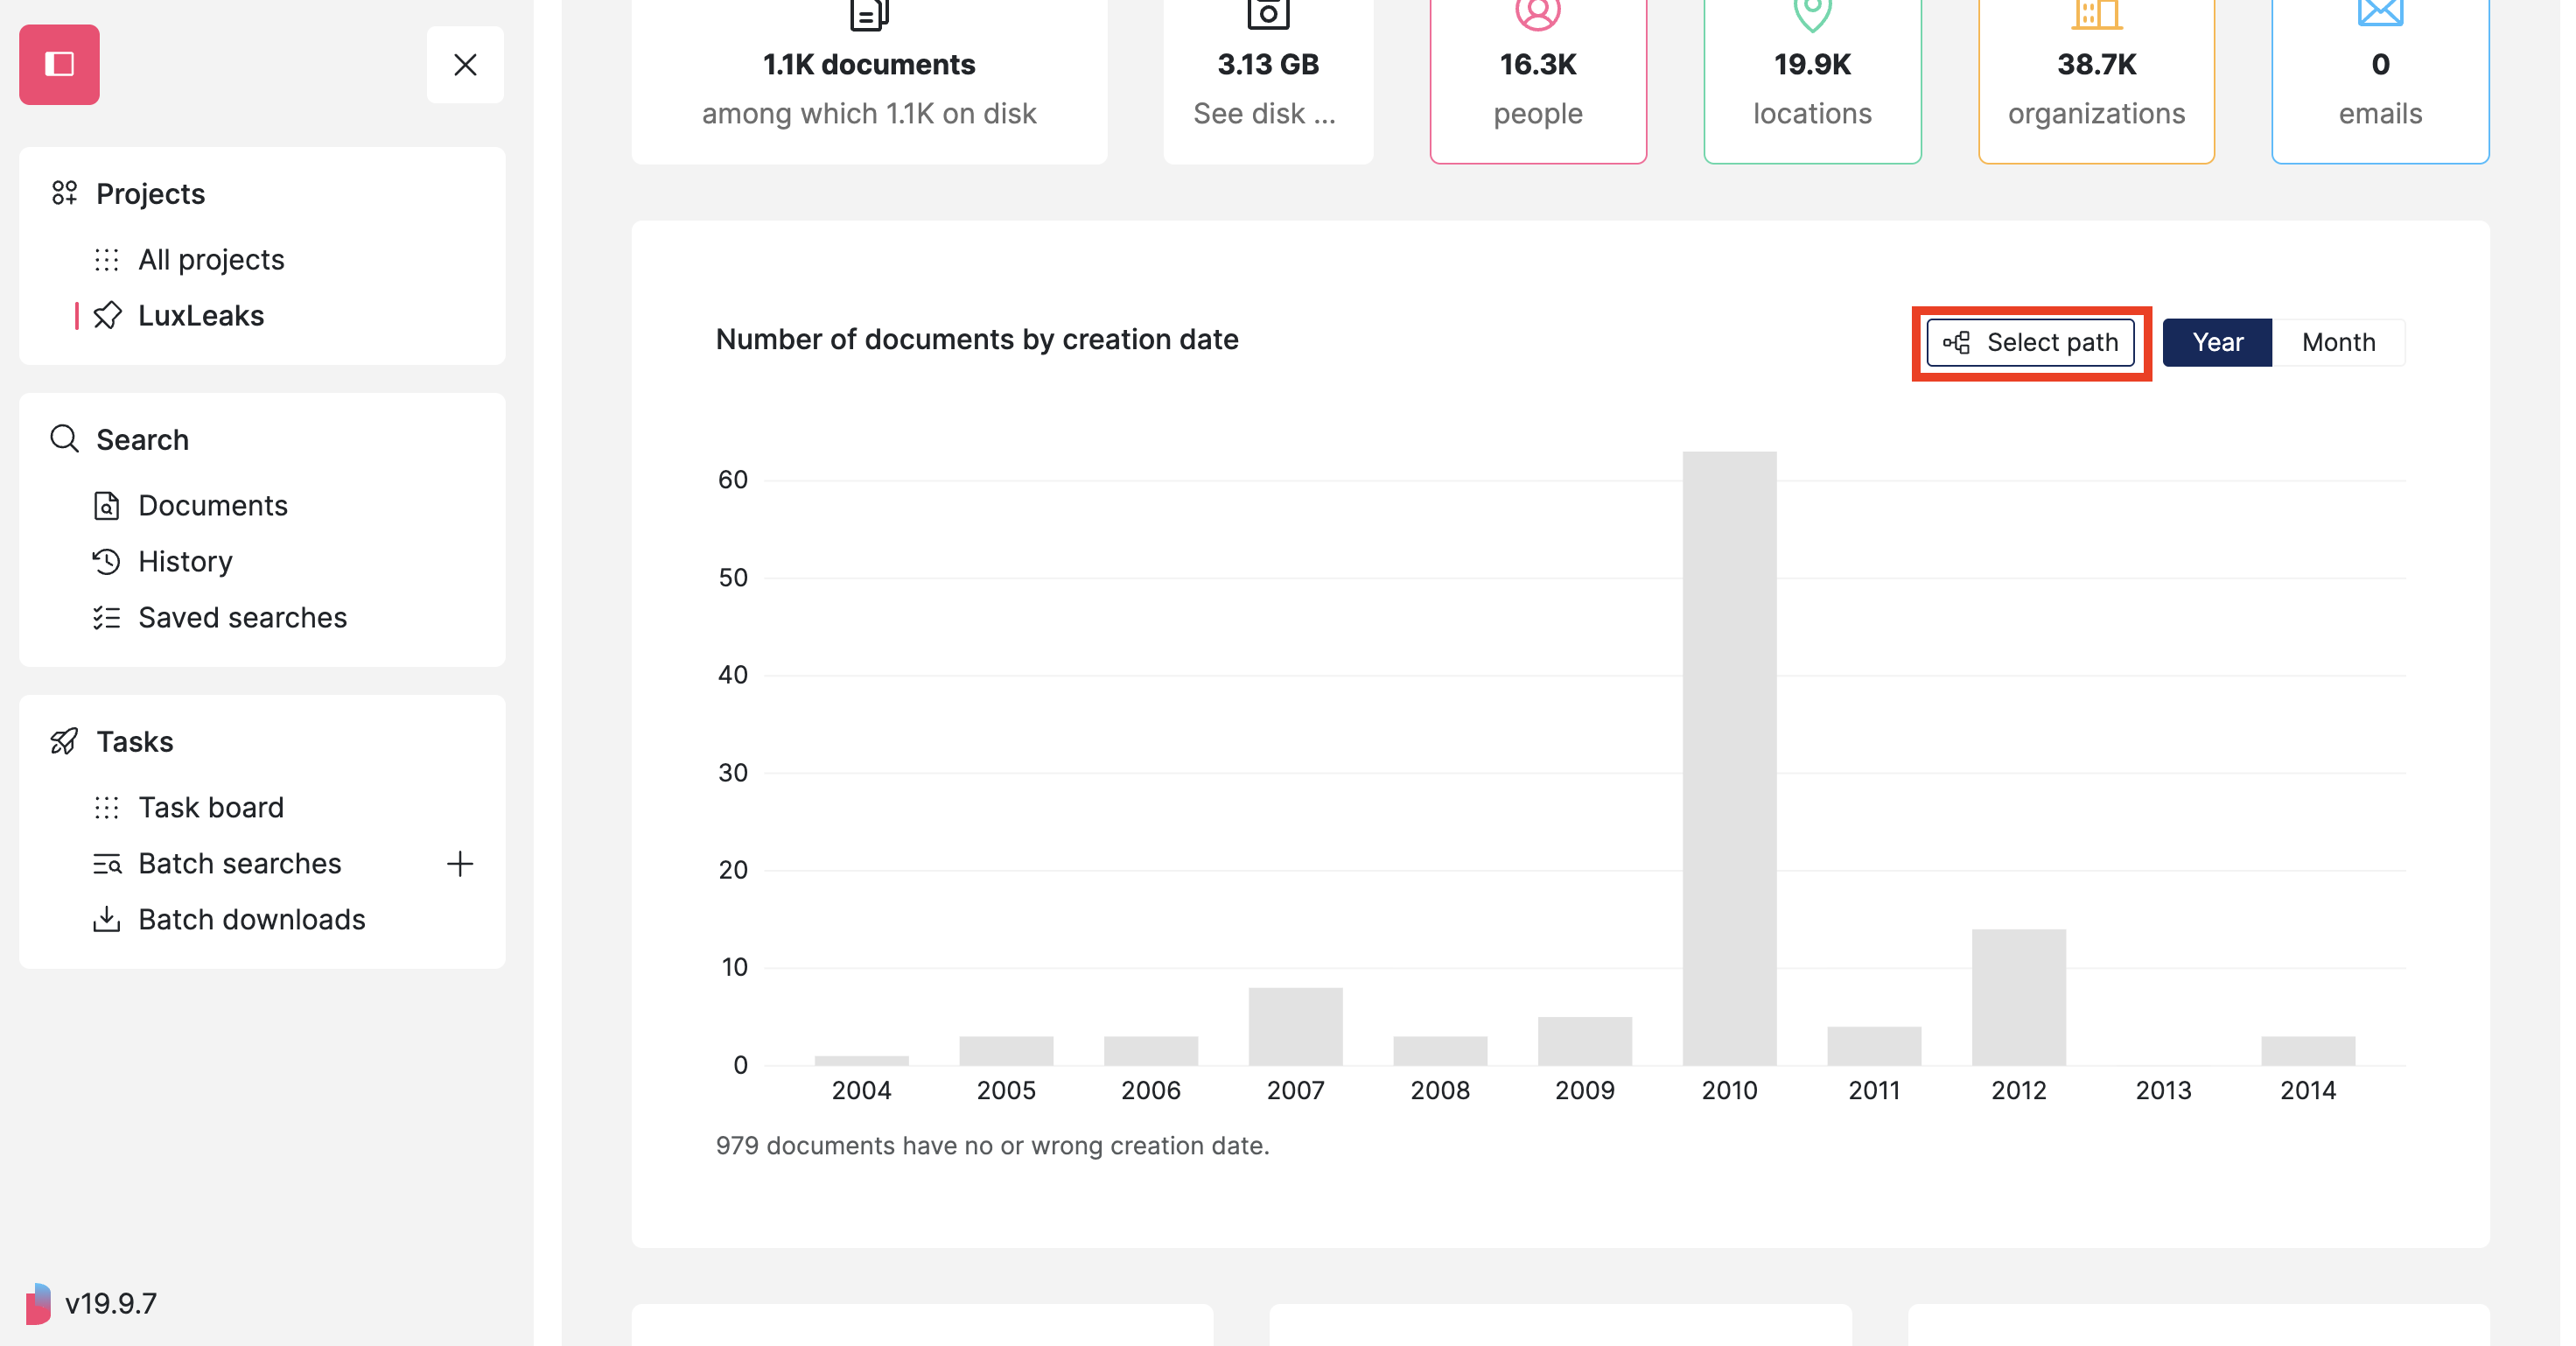 Projects
All projects
LuxLeaks
Search
Documents
History
Saved searches
Tasks
Task board
Batch searches
Batch downloads
v19.9.7
1.1K documents
among which 1.1K on disk
3.13 GB
See disk ...
16.3K
people
19.9K
locations
38.7K
organizations
0
emails
Number of documents by creation date
Select path
Year
Month
60
50
40
30
20
10
0
2004 2005 2006 2007 2008 2009 2010 2011 2012 2013 2014
979 documents have no or wrong creation date.